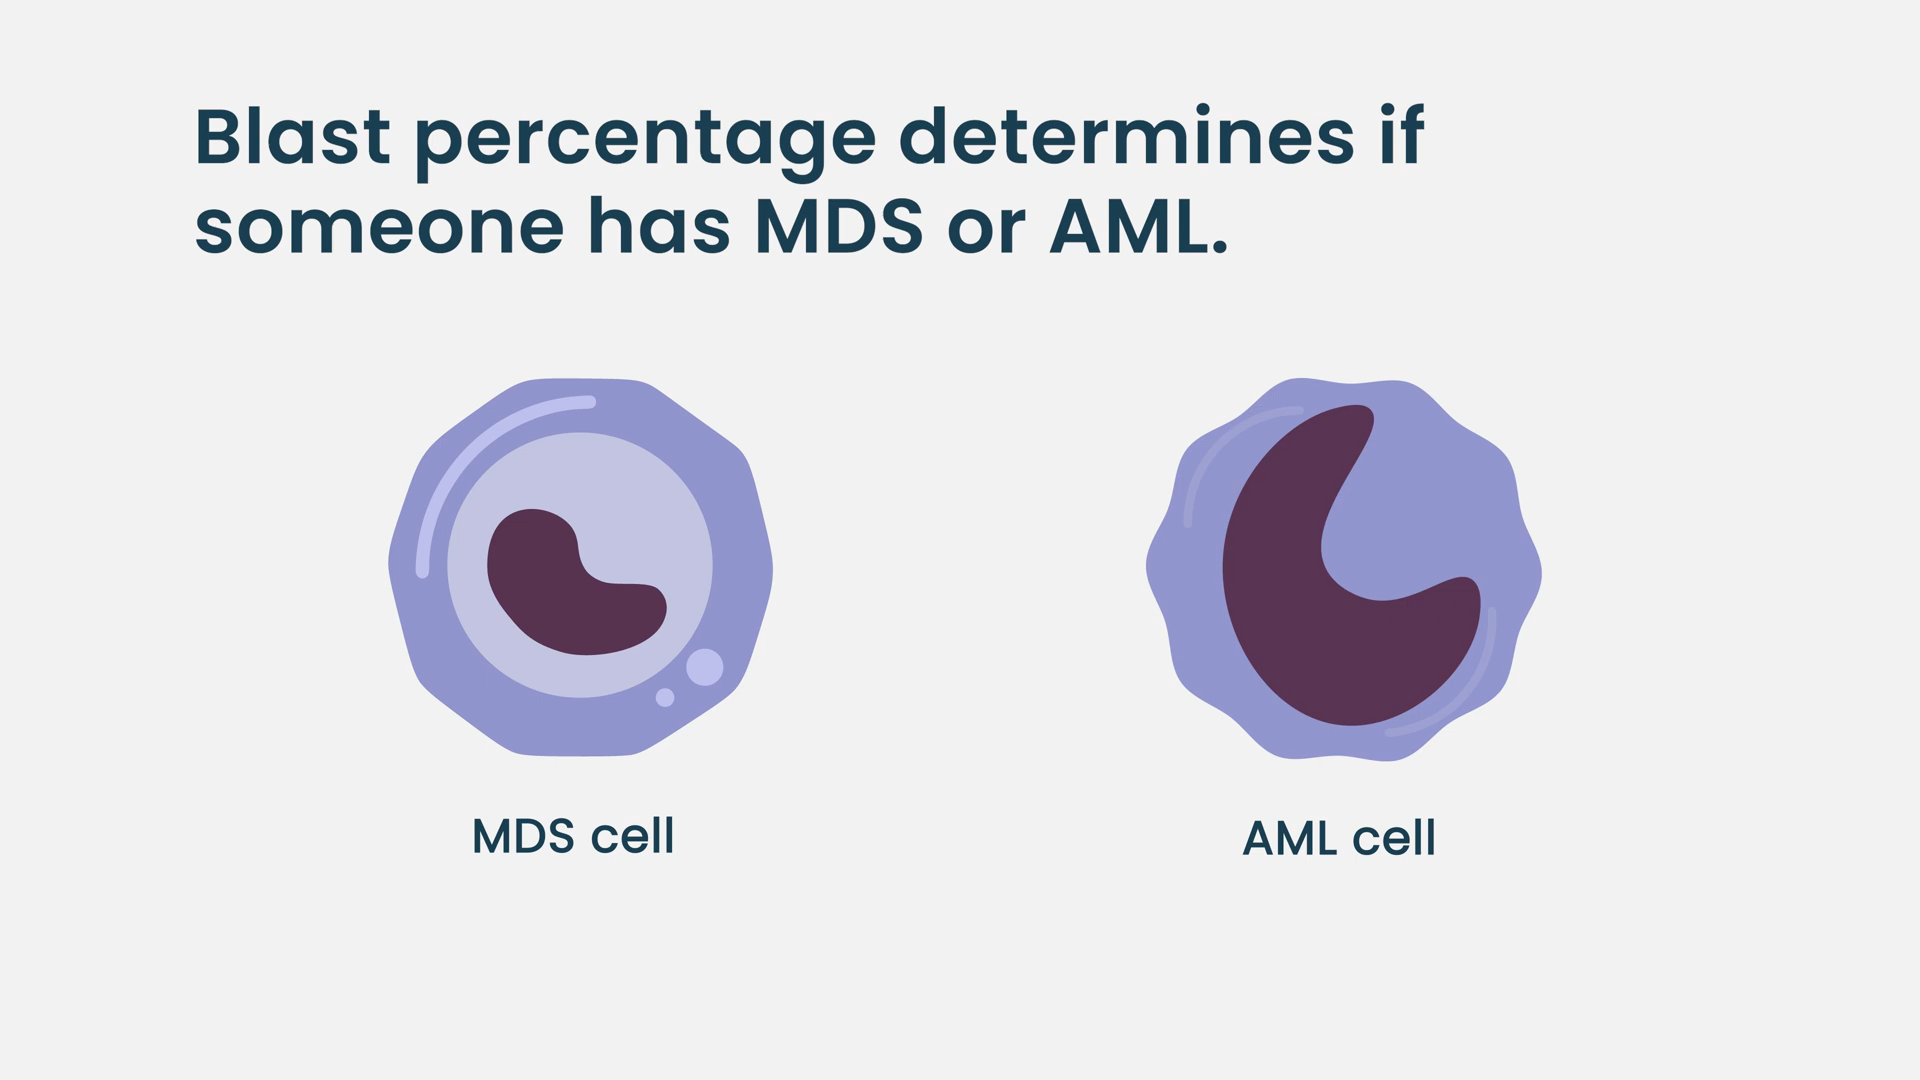 Blast percentage determines if
someone has MDS or AML.
MDS cell
AML cell